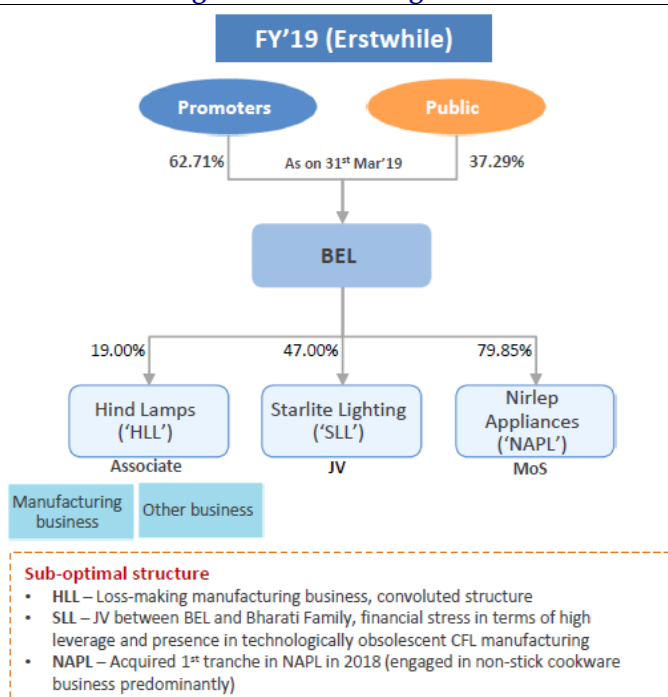 FY'19 (Erstwhile)
Promoters
Public
62.71%
As on 31st Mar'19
37.29%
BEL
19.00%
47.00%
79.85%
Hind Lamps
('HLL')
Associate
Starlite Lighting
('SLL')
JV
Nirlep
Appliances
('NAPL')
MoS
Manufacturing
business
Other business
Sub-optimal structure
• HLL – Loss-making manufacturing business, convoluted structure
• SLL – JV between BEL and Bharati Family, financial stress in terms of high
leverage and presence in technologically obsolescent CFL manufacturing
• NAPL – Acquired 1st tranche in NAPL in 2018 (engaged in non-stick cookware
business predominantly)